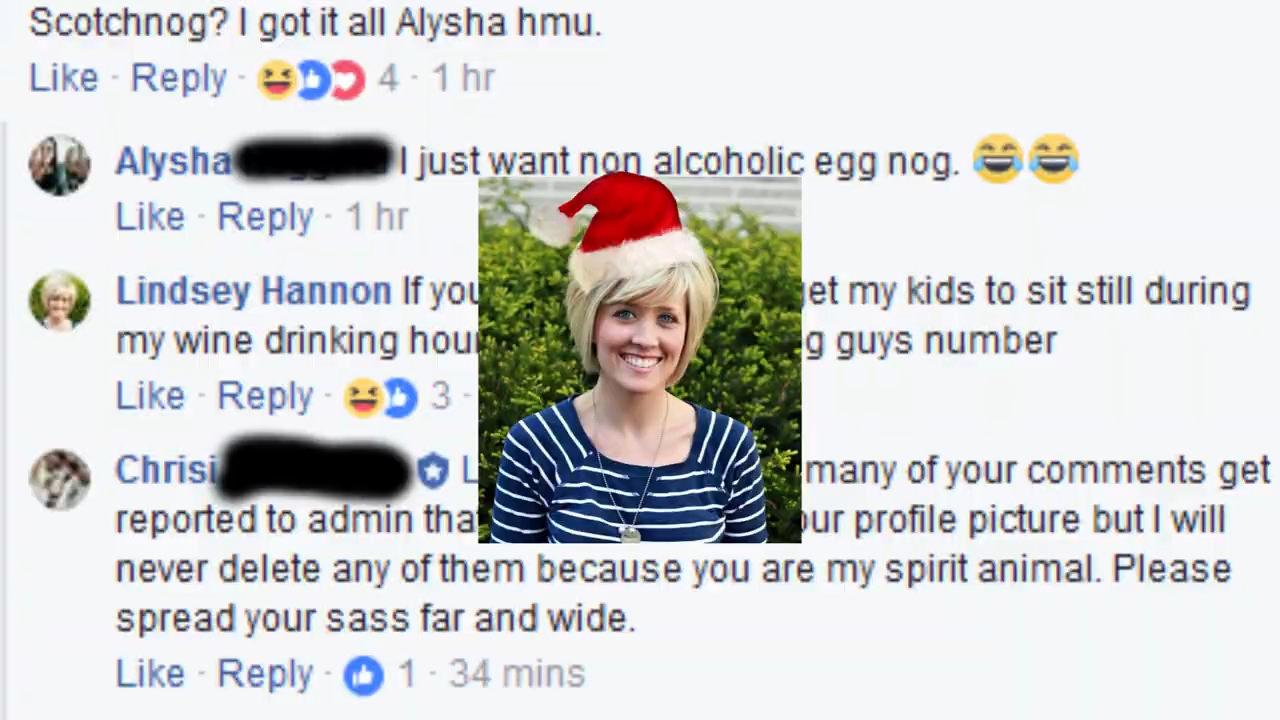 Scotchnog? I got it all Alysha hmu.
Like · Reply · 4 · 1 hr
Alysha I just want non alcoholic egg nog.
Like · Reply · 1 hr
Lindsey Hannon If you et my kids to sit still during
my wine drinking hour g guys number
Like · Reply · 3 ·
Chrisi L many of your comments get
reported to admin tha our profile picture but I will
never delete any of them because you are my spirit animal. Please
spread your sass far and wide.
Like · Reply · 1 · 34 mins